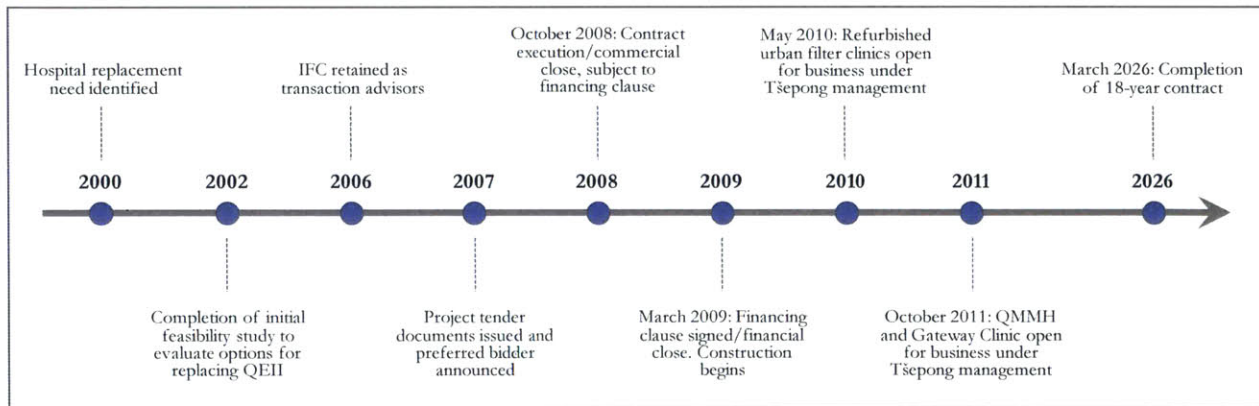 Hospital replacement
need identified
IFC retained as
transaction advisors
October 2008: Contract
execution/commercial
close, subject to
financing clause
May 2010: Refurbished
urban filter clinics open
for business under
Tšepong management
March 2026: Completion
of 18-year contract
2000
2002
2006
2007
2008
2009
2010
2011
2026
Completion of initial
feasibility study to
evaluate options for
replacing QEII
Project tender
documents issued and
preferred bidder
announced
March 2009: Financing
clause signed/financial
close. Construction
begins
October 2011: QMMH
and Gateway Clinic open
for business under
Tšepong management